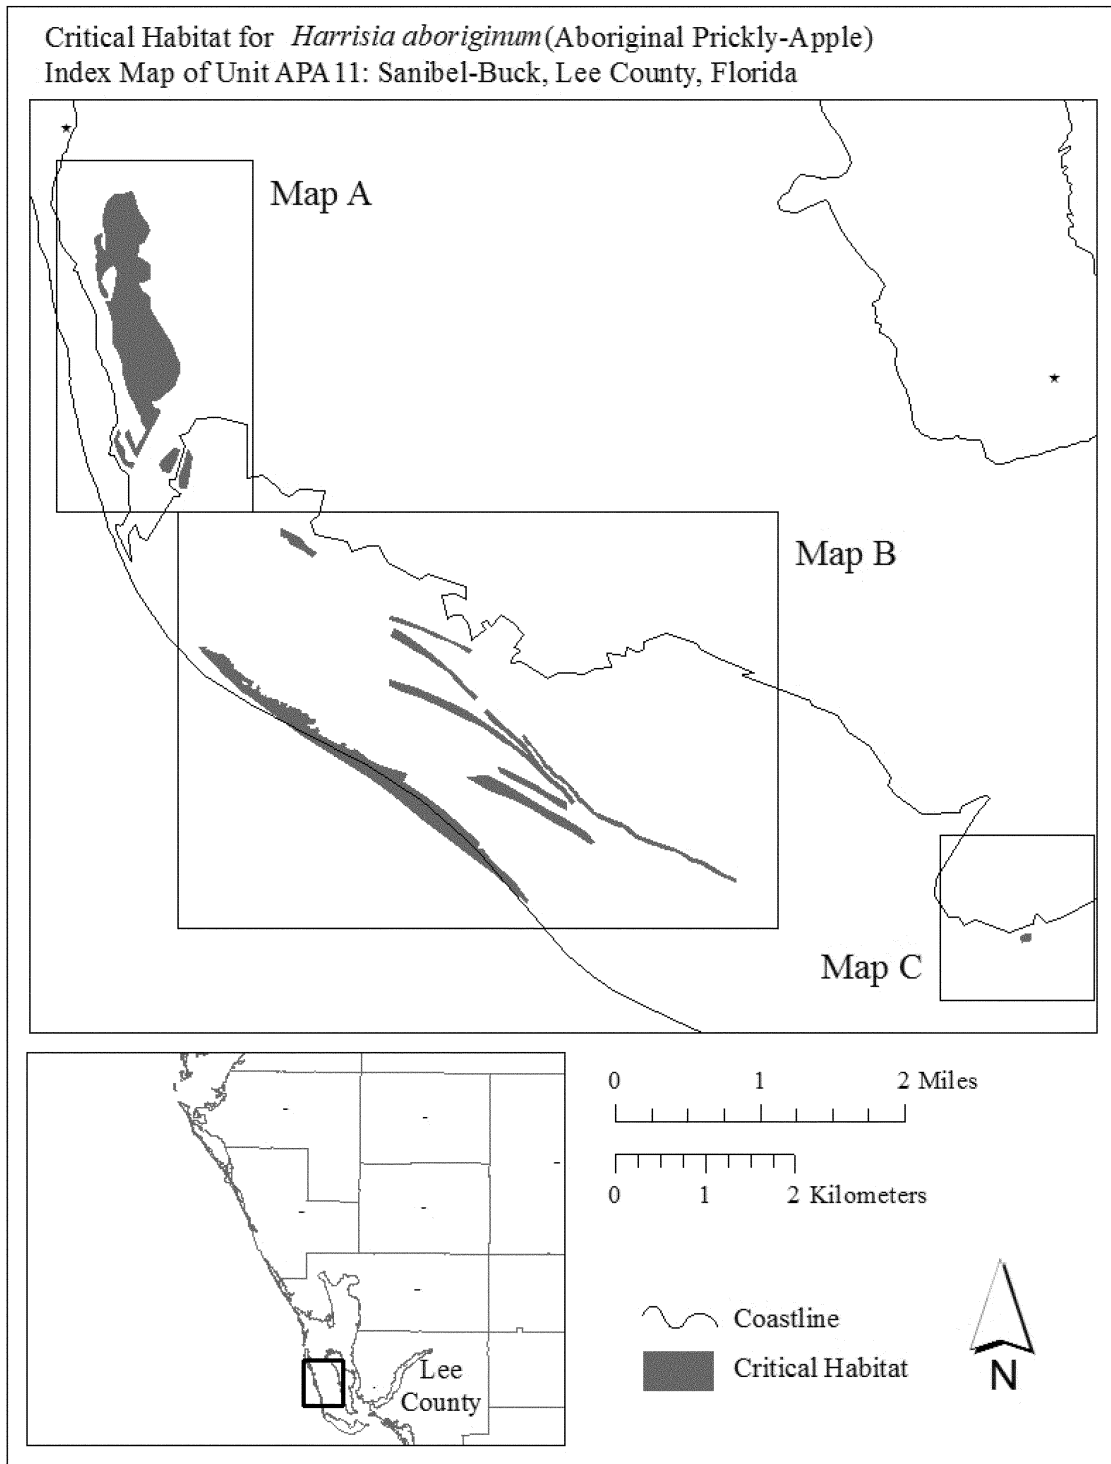 Critical Habitat for Harrisia aboriginum (Aboriginal Prickly-Apple)
Index Map of Unit APA 11: Sanibel-Buck, Lee County, Florida
Map A
Map B
Map C
0 1 2 Miles
0 1 2 Kilometers
Lee
County
Coastline
Critical Habitat
N